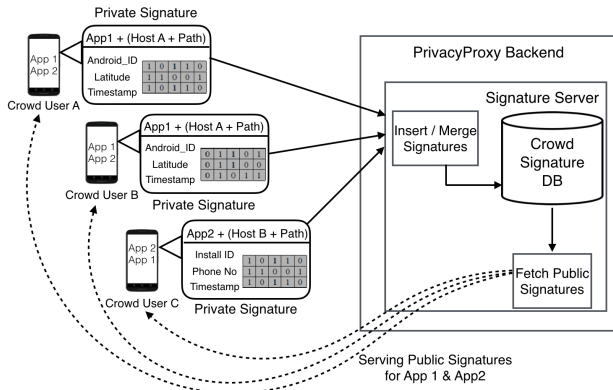 Private Signature
App 1
App 2
Crowd User A
App1 + (Host A + Path)
Android_ID
1 0 1 1 0
Latitude
1 1 0 0 1
Timestamp
1 0 1 1 0
App 1
App 2
Crowd User B
App1 + (Host A + Path)
Android_ID
0 1 1 0 1
Latitude
0 1 1 0 0
Timestamp
Private Signature
App 2
App 1
Crowd User C
App2 + (Host B + Path)
Install ID
1 0 1 1 0
Phone No
1 1 0 0 1
Timestamp
1 0 1 1 0
Private Signature
PrivacyProxy Backend
Signature Server
Insert / Merge
Signatures
Crowd
Signature
DB
Fetch Public
Signatures
Serving Public Signatures
for App 1 & App2